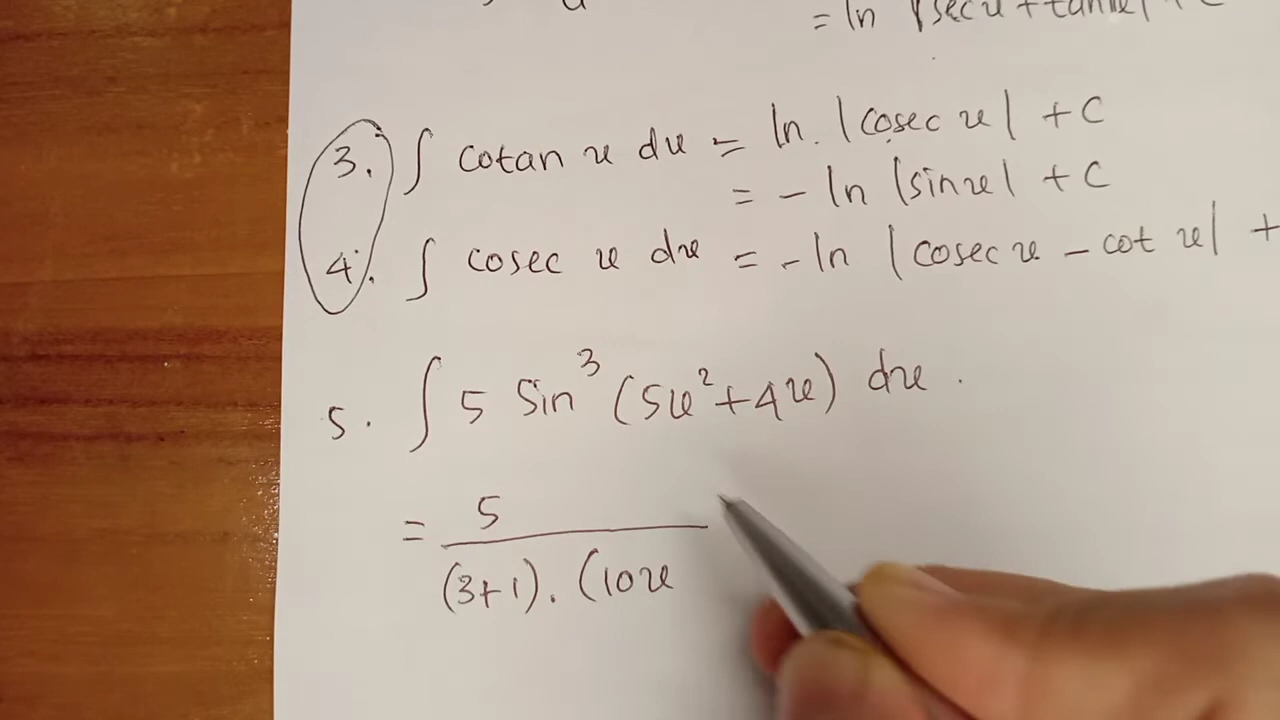 = ln |sec x + tan x| + C
3. ∫ cotan x dx = ln. |cosec x| + C
= - ln |sin x| + C
4. ∫ cosec x dx = - ln |cosec x - cot x| +
5. ∫ 5 sin³ (5x² + 4x) dx.
= 5 / (3+1). (10x